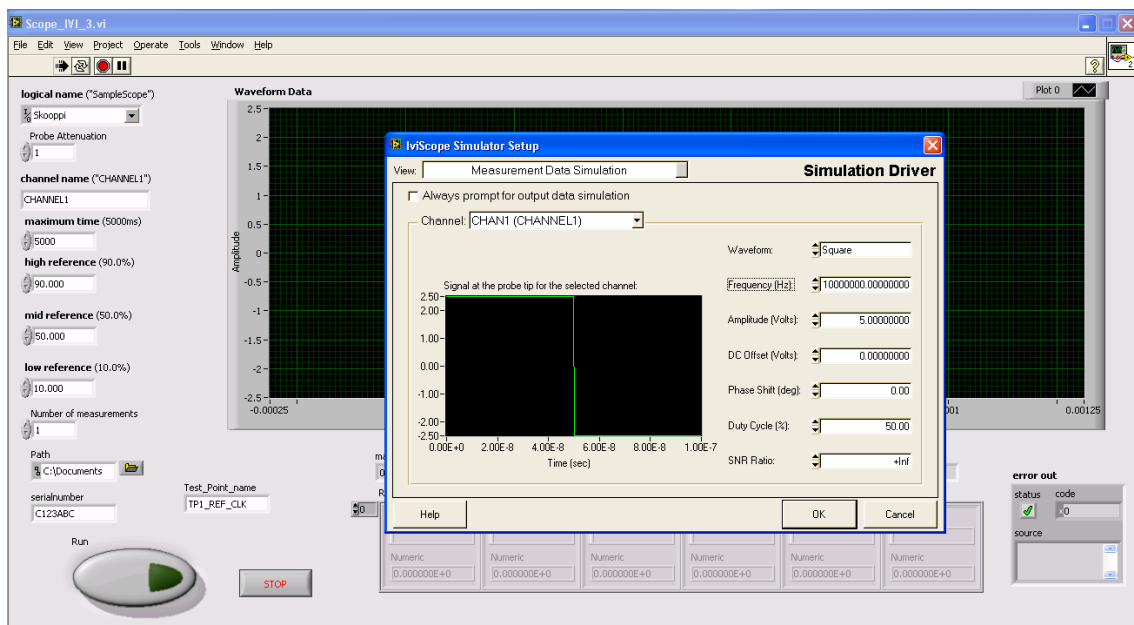 Scope_IVI_3.vi
File Edit View Project Operate Tools Window Help
2
logical name ("SampleScope")
Skooppi
Probe Attenuation
1
channel name ("CHANNEL1")
CHANNEL1
maximum time (5000ms)
5000
high reference (90.0%)
90.000
mid reference (50.0%)
50.000
low reference (10.0%)
10.000
Number of measurements
1
Path
C:\Documents
serialnumber
C123ABC
Test_Point_name
TP1_REF_CLK
Run
STOP
Waveform Data
Plot 0
Amplitude
2.5
2
1.5
1
0.5
0
-0.5
-1
-1.5
-2
-2.5
-0.00025
001
0.00125
IviScope Simulator Setup
View: Measurement Data Simulation
Simulation Driver
Always prompt for output data simulation
Channel: CHAN1 (CHANNEL1)
Signal at the probe tip for the selected channel:
2.50
2.00
1.00
0.00
-1.00
-2.00
-2.50
0.00E+0 2.00E-8 4.00E-8 6.00E-8 8.00E-8 1.00E-7
Time (sec)
Waveform: Square
Frequency (Hz): 10000000.00000000
Amplitude (Volts): 5.00000000
DC Offset (Volts): 0.00000000
Phase Shift (deg): 0.00
Duty Cycle (%): 50.00
SNR Ratio: +Inf
Help
OK
Cancel
0
Numeric Numeric Numeric Numeric Numeric Numeric
0.000000E+0 0.000000E+0 0.000000E+0 0.000000E+0 0.000000E+0 0.000000E+0
error out
status code
x0
source